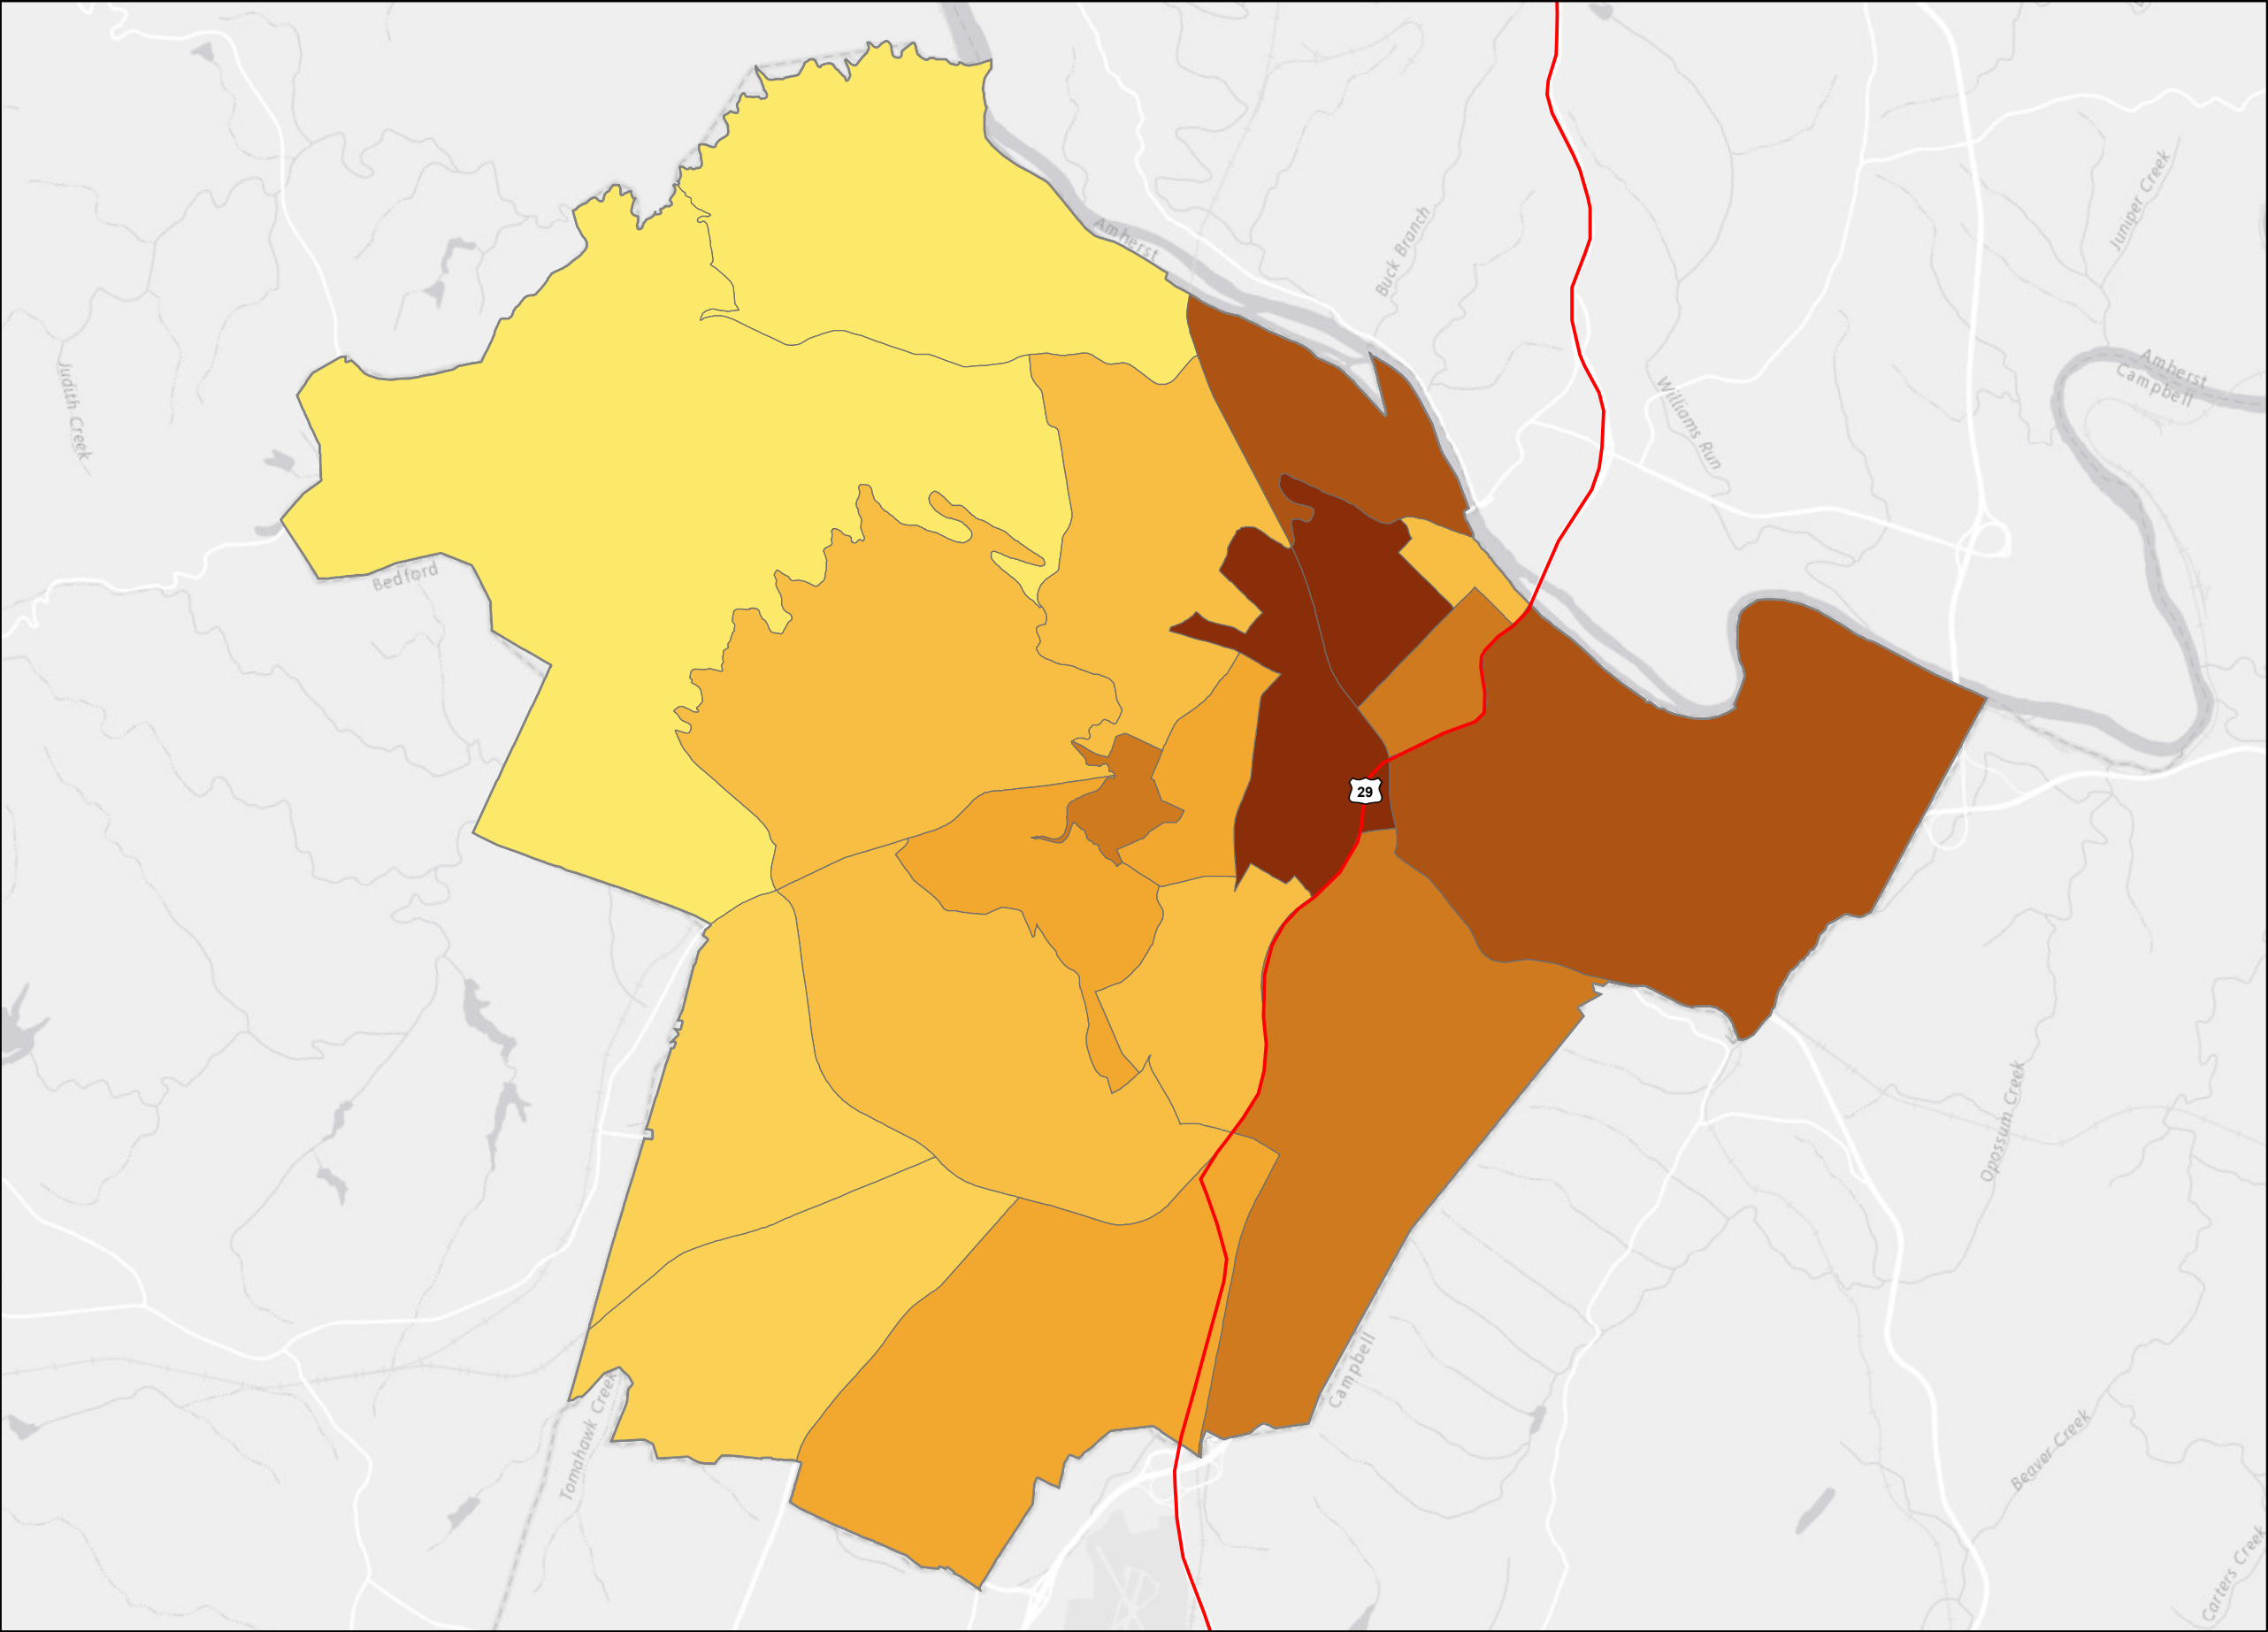 Amherst
Buck Branch
Juniper Creek
Judith Creek
Williams Run
Amherst
Campbell
Bedford
29
Opossum Creek
Campbell
Tomahawk Creek
Beaver Creek
Carters Creek